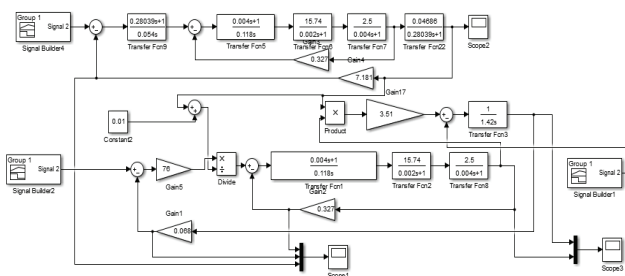 Group 1
Signal 2
Signal Builder4
0.28039s+1
0.054s
Transfer Fcn9
0.004s+1
0.118s
Transfer Fcn5
15.74
0.002s+1
Transfer Fcn6
2.5
0.004s+1
Transfer Fcn7
0.04686
0.28039s+1
Transfer Fcn22
Scope2
0.327
Gain4
7.181
Gain17
0.01
Constant2
Product
3.51
1
1.42s
Transfer Fcn3
Group 1
Signal 2
Signal Builder2
76
Gain5
Divide
0.004s+1
0.118s
Transfer Fcn1
15.74
0.002s+1
Transfer Fcn2
2.5
0.004s+1
Transfer Fcn8
Group 1
Signal 2
Signal Builder1
Gain2
0.327
Gain1
0.068
Scope1
Scope3